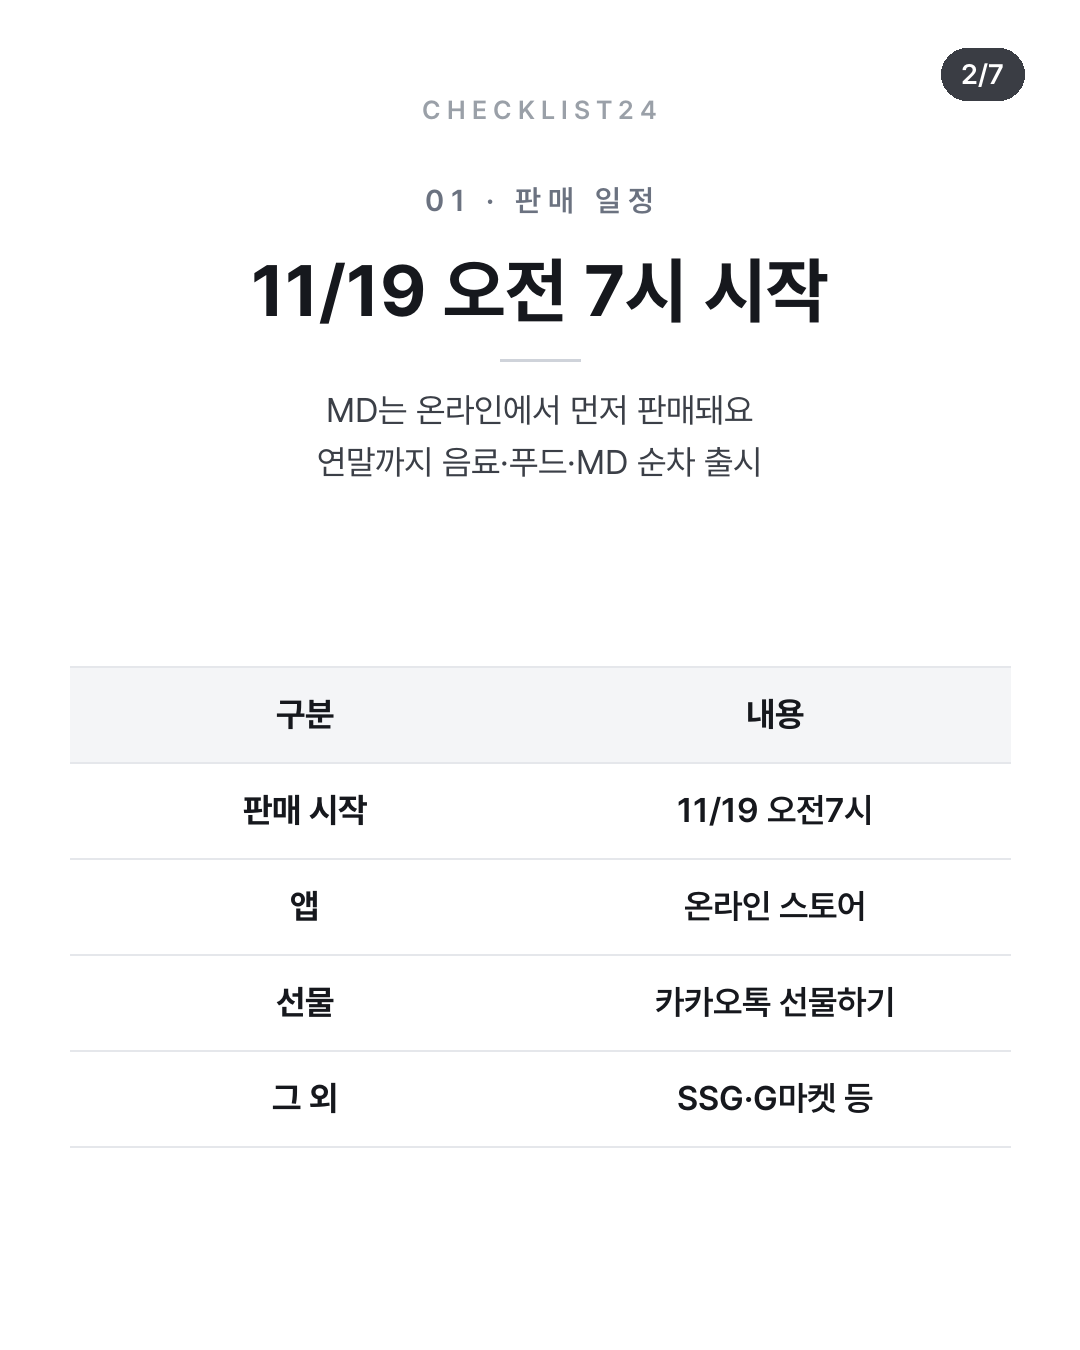 2/7
CHECKLIST24
01 · 판매 일정
11/19 오전 7시 시작
MD는 온라인에서 먼저 판매돼요
연말까지 음료·푸드·MD 순차 출시
구분 내용
판매 시작 11/19 오전7시
앱 온라인 스토어
선물 카카오톡 선물하기
그 외 SSG·G마켓 등